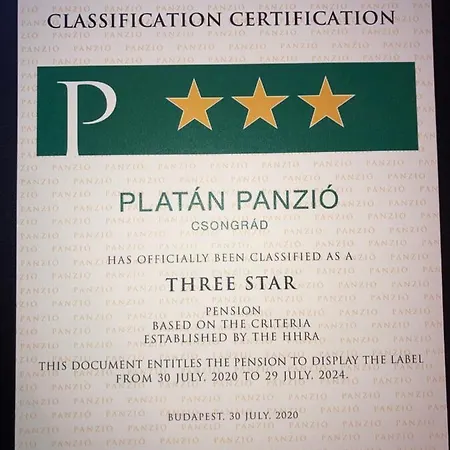 CLASSIFICATION CERTIFICATION
P
PLATÁN PANZIÓ
CSONGRÁD
HAS OFFICIALLY BEEN CLASSIFIED AS A
THREE STAR
PENSION
BASED ON THE CRITERIA
ESTABLISHED BY THE HHRA
THIS DOCUMENT ENTITLES THE PENSION TO DISPLAY THE LABEL
FROM 30 JULY. 2020 TO 29 JULY. 2024.
BUDAPEST, 30 JULY. 2020